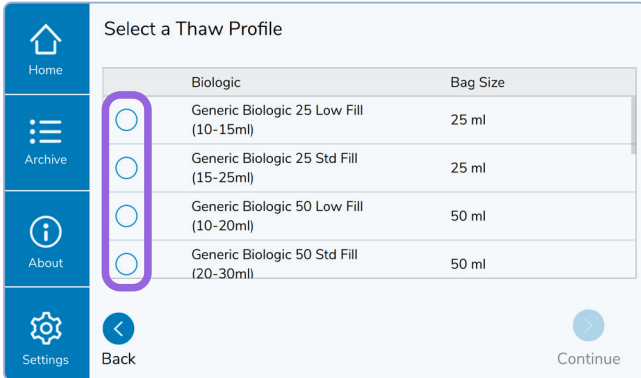 Select a Thaw Profile
Home
Biologic Bag Size
Generic Biologic 25 Low Fill
(10-15ml)
25 ml
Archive
Generic Biologic 25 Std Fill
(15-25ml)
25 ml
Generic Biologic 50 Low Fill
(10-20ml)
50 ml
About
Generic Biologic 50 Std Fill
(20-30ml)
50 ml
Settings
Back
Continue